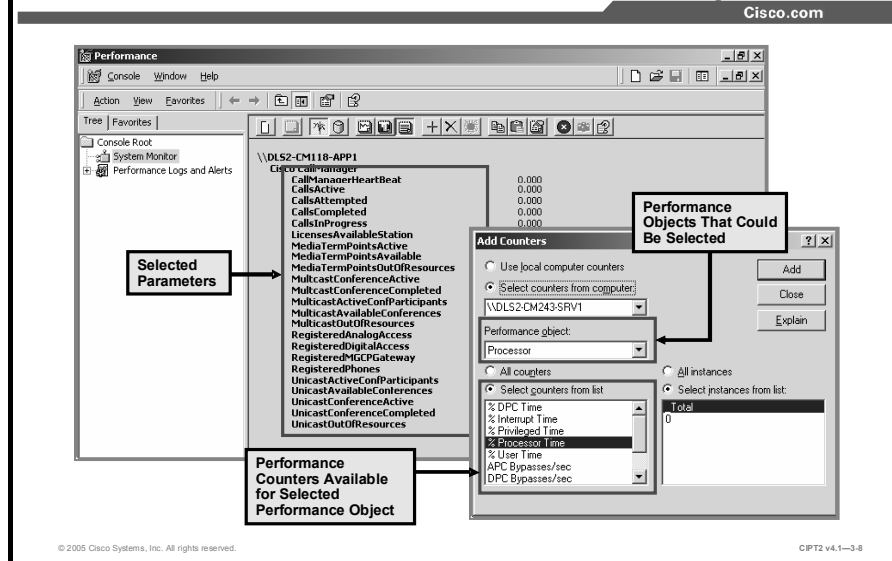 Cisco.com
Performance
Console Window Help
Action View Favorites
Tree Favorites
Console Root
System Monitor
Performance Logs and Alerts
\\DLS2-CM118-APP1
Cisco CallManager
CallManagerHeartBeat 0.000
CallsActive 0.000
CallsAttempted 0.000
CallsCompleted 0.000
CallsInProgress 0.000
LicensesAvailableStation
MediaTermPointsActive
MediaTermPointsAvailable
MediaTermPointsOutOfResources
MultcastConferenceActive
MultcastConferenceCompleted
MulticastActiveConfParticipants
MulticastAvailableConferences
MulticastOutOfResources
RegisteredAnalogAccess
RegisteredDigitalAccess
RegisteredMGCPGateway
RegisteredPhones
UnicastActiveConfParticipants
UnicastAvailableConferences
UnicastConferenceActive
UnicastConferenceCompleted
UnicastOutOfResources
Selected
Parameters
Performance
Objects That Could
Be Selected
Add Counters
Use local computer counters
Select counters from computer:
\\DLS2-CM243-SRV1
Performance object:
Processor
All counters
Select counters from list
% DPC Time
% Interrupt Time
% Privileged Time
% Processor Time
% User Time
APC Bypasses/sec
DPC Bypasses/sec
All instances
Select instances from list:
_Total
0
Add
Close
Explain
Performance
Counters Available
for Selected
Performance Object
© 2005 Cisco Systems, Inc. All rights reserved.
CIPT2 v4.1—3-8